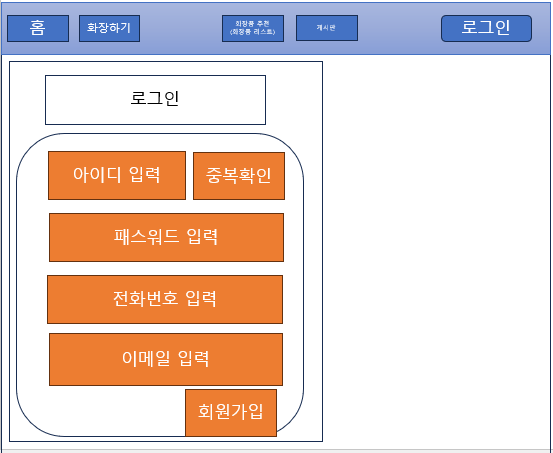 홈
화장하기
화장품 추천
(화장품 리스트)
게시판
로그인
로그인
아이디 입력
중복확인
패스워드 입력
전화번호 입력
이메일 입력
회원가입